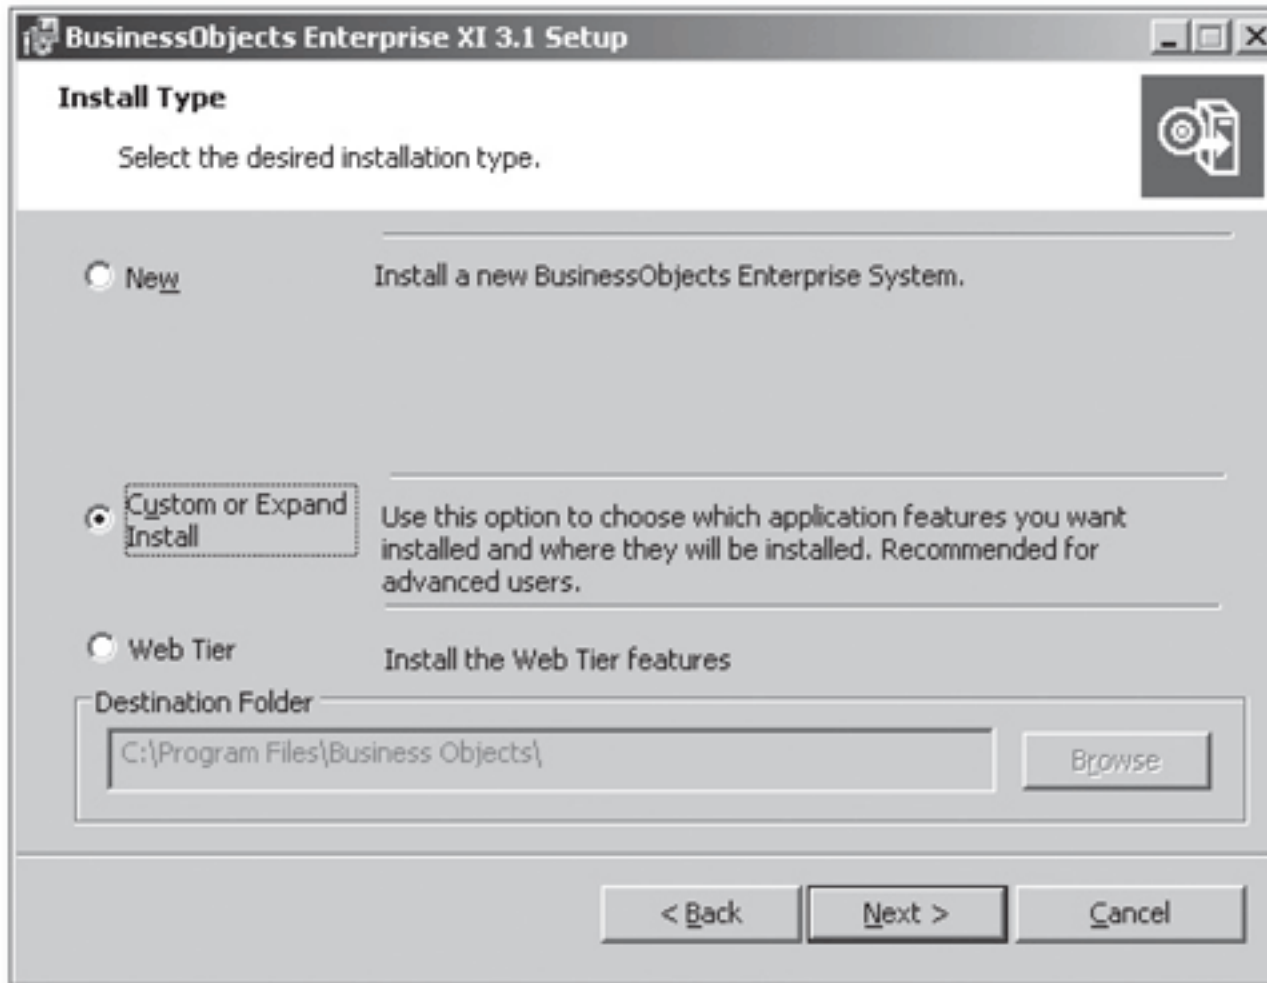 BusinessObjects Enterprise XI 3.1 Setup
Install Type
Select the desired installation type.
New
Install a new BusinessObjects Enterprise System.
Custom or Expand
Install
Use this option to choose which application features you want
installed and where they will be installed. Recommended for
advanced users.
Web Tier
Install the Web Tier features
Destination Folder
C:\Program Files\Business Objects\
Browse
< Back
Next >
Cancel